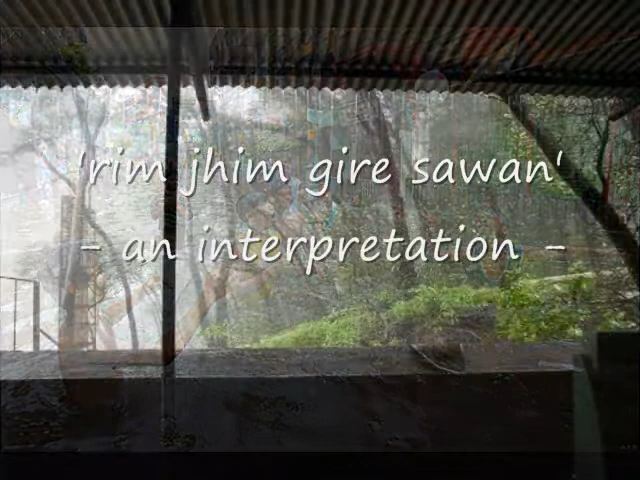 'rim jhim gire sawan'
- an interpretation -